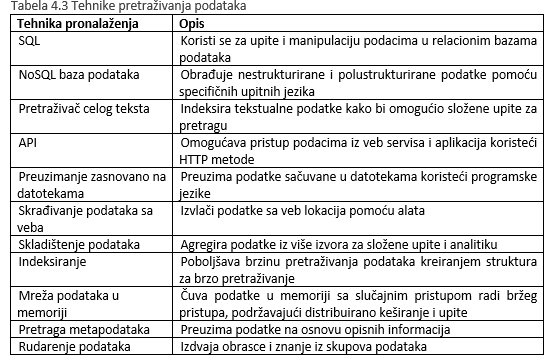 Tabela 4.3 Tehnike pretraživanja podataka
Tehnika pronalaženja Opis
SQL Koristi se za upite i manipulaciju podacima u relacionim bazama
podataka
NoSQL baza podataka Obrađuje nestrukturirane i polustrukturirane podatke pomoću
specifičnih upitnih jezika
Pretraživač celog teksta Indeksira tekstualne podatke kako bi omogućio složene upite za
pretragu
API Omogućava pristup podacima iz veb servisa i aplikacija koristeći
HTTP metode
Preuzimanje zasnovano na Preuzima podatke sačuvane u datotekama koristeći programske
datotekama jezike
Skrađivanje podataka sa Izvlači podatke sa veb lokacija pomoću alata
veba
Skladištenje podataka Agregira podatke iz više izvora za složene upite i analitiku
Indeksiranje Poboljšava brzinu pretraživanja podataka kreiranjem struktura
za brzo pretraživanje
Mreža podataka u Čuva podatke u memoriji sa slučajnim pristupom radi bržeg
memoriji pristupa, podržavajući distribuirano keširanje i upite
Pretraga metapodataka Preuzima podatke na osnovu opisnih informacija
Rudarenje podataka Izdvaja obrasce i znanje iz skupova podataka